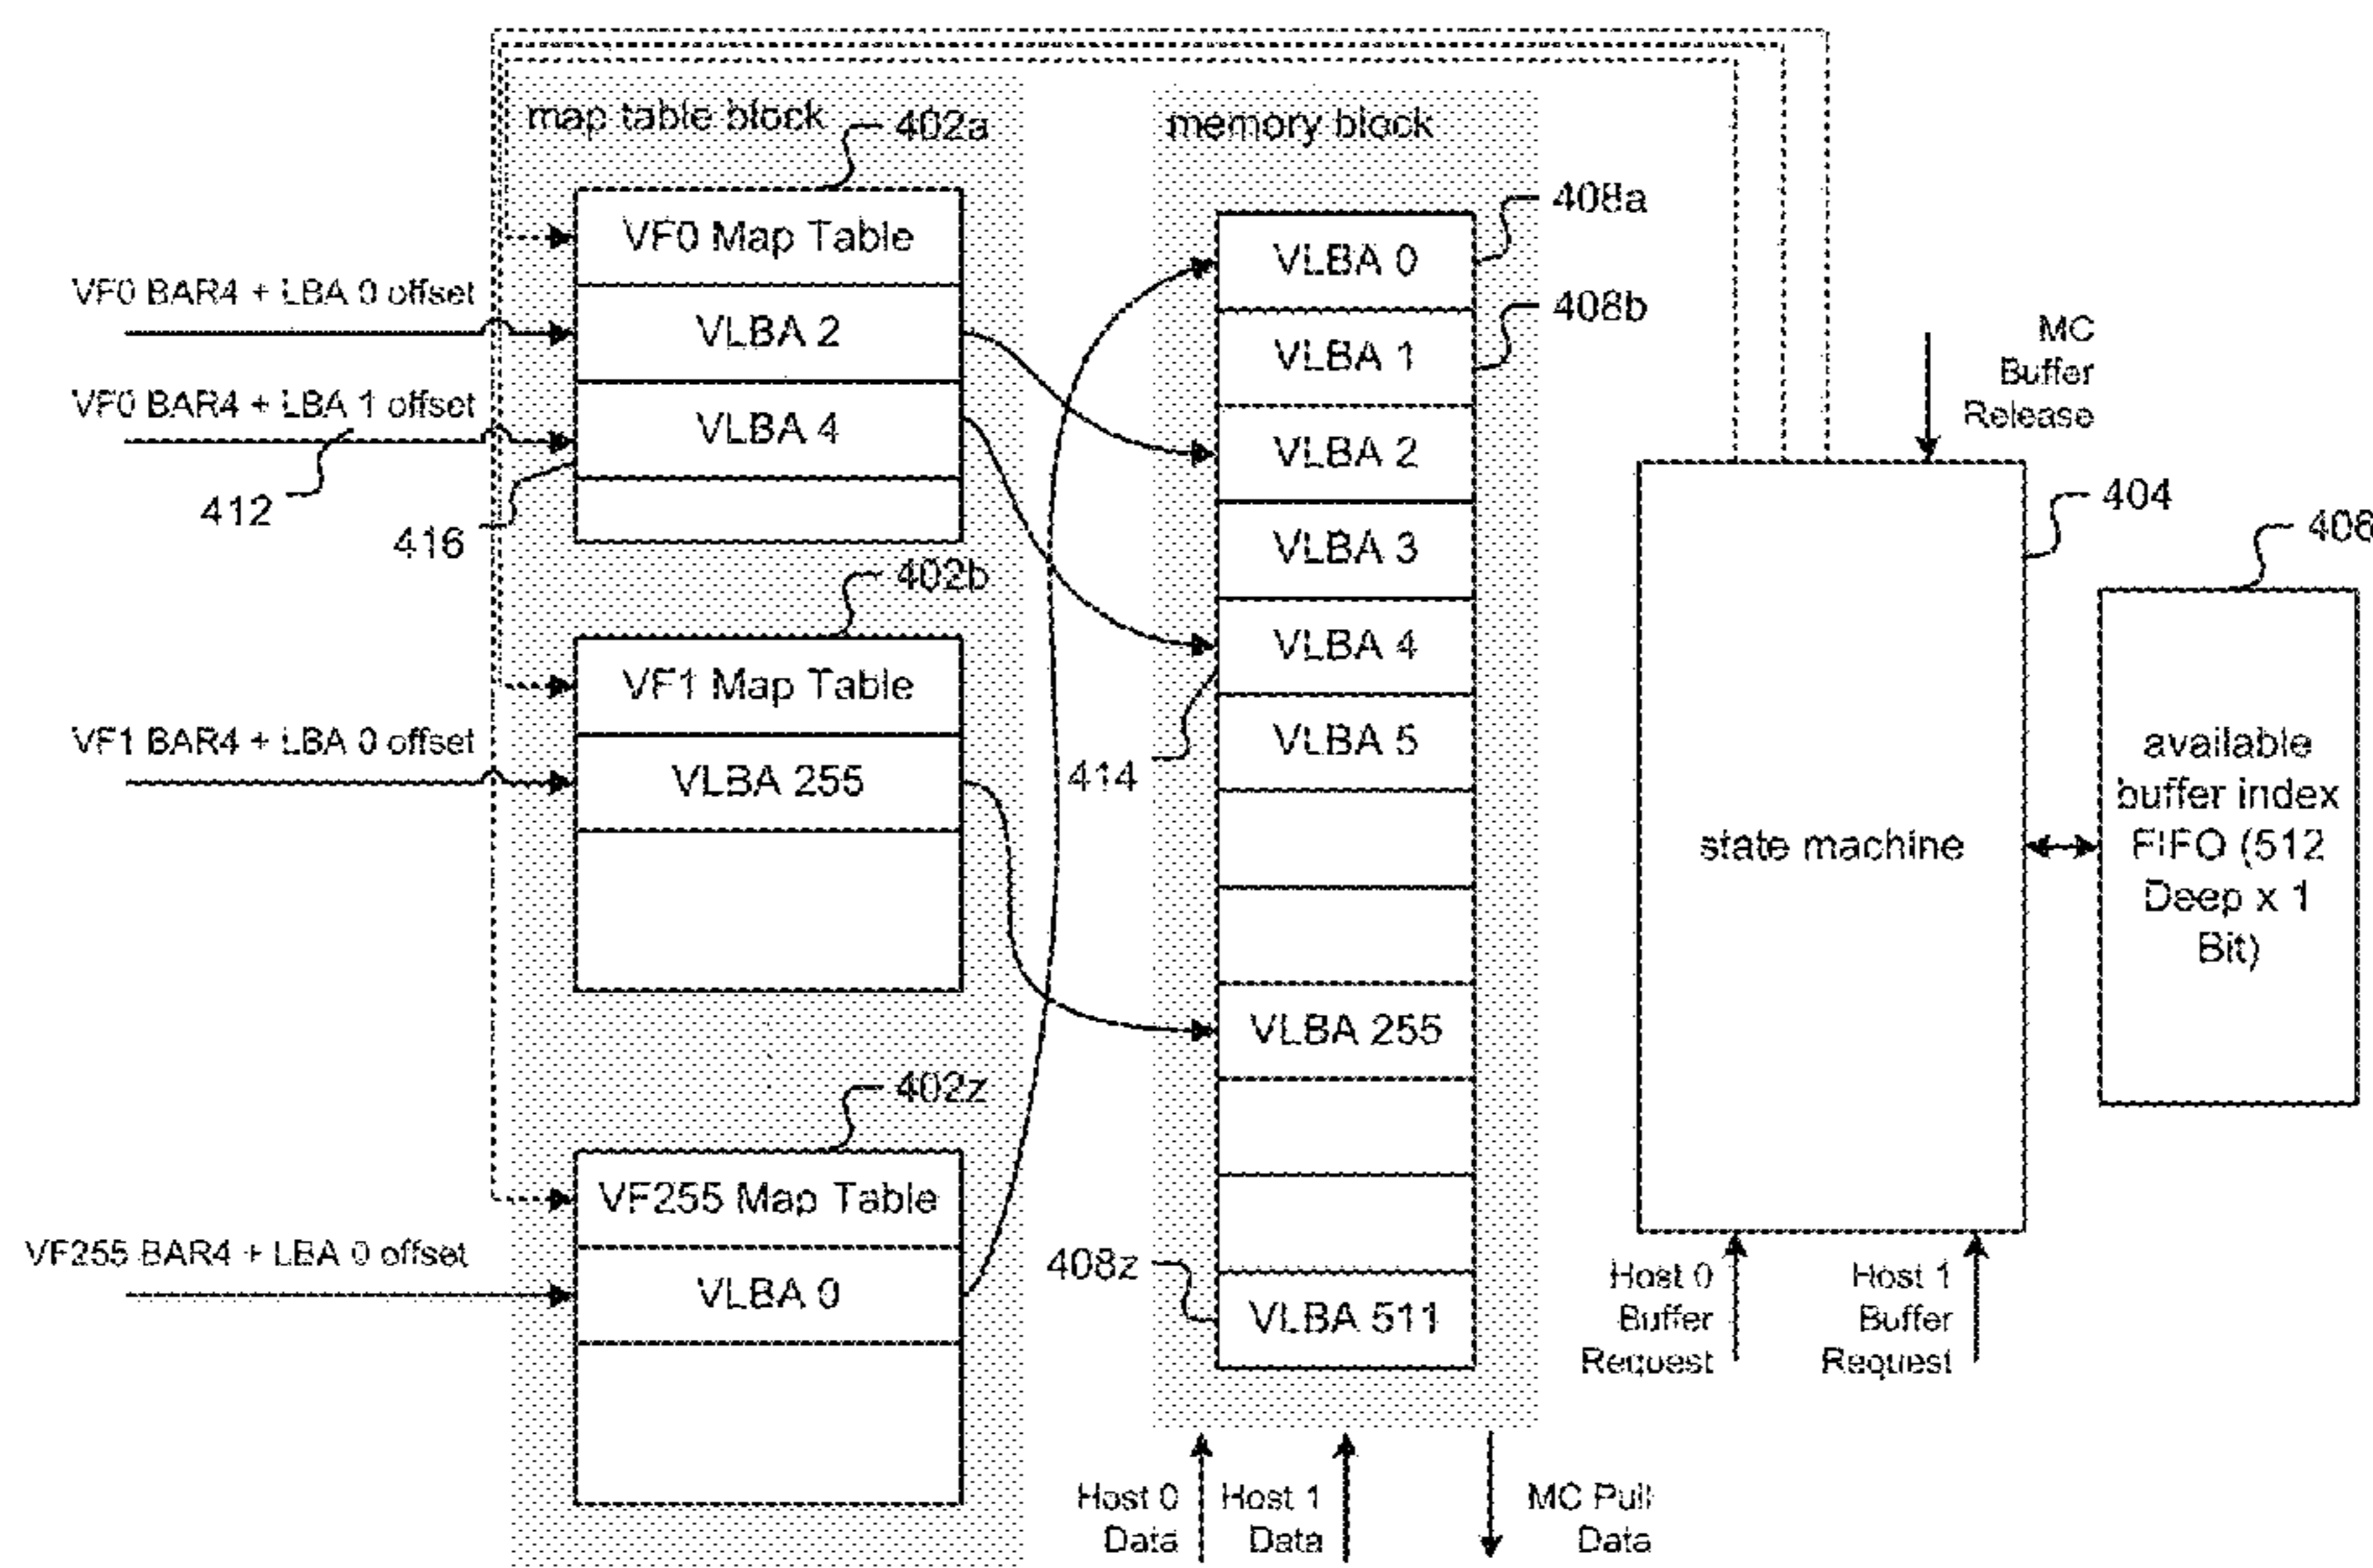 map table block
402a
VF0 Map Table
VF0 BAR4 + LBA 0 offset
VLBA 2
VF0 BAR4 + LBA 1 offset
VLBA 4
412
416
402b
VF1 Map Table
VF1 BAR4 + LBA 0 offset
VLBA 255
402z
VF255 Map Table
VF255 BAR4 + LBA 0 offset
VLBA 0
memory block
408a
VLBA 0
408b
VLBA 1
VLBA 2
VLBA 3
VLBA 4
414
VLBA 5
VLBA 255
408z
VLBA 511
Host 0
Data
Host 1
Data
MC Pull
Data
MC
Buffer
Release
404
state machine
406
available
buffer index
FIFO (512
Deep x 1
Bit)
Host 0
Buffer
Request
Host 1
Buffer
Request